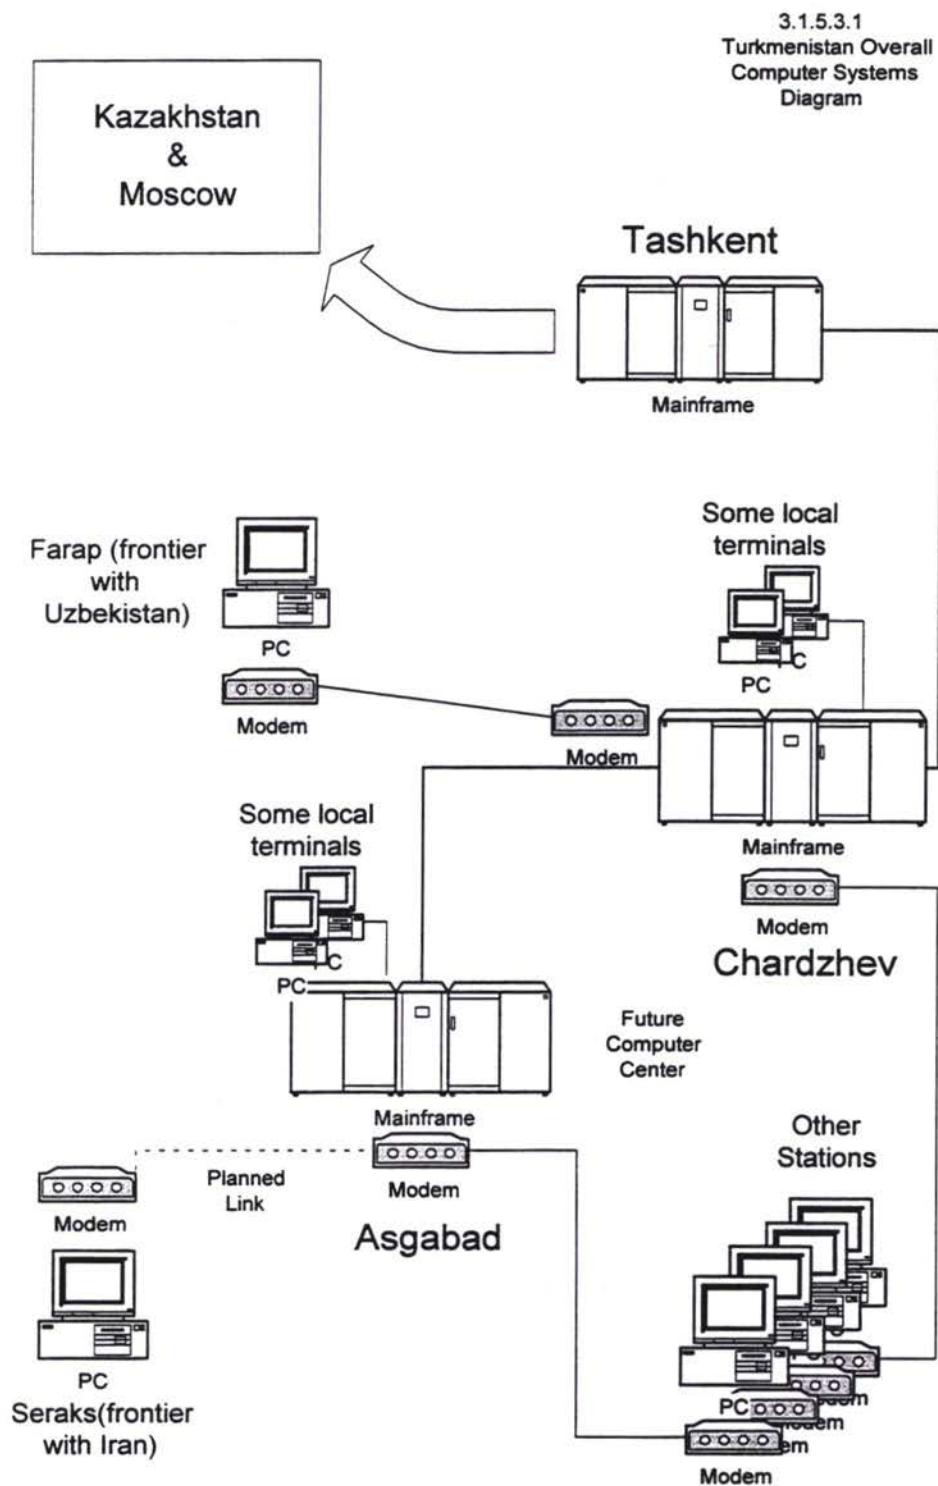 3.1.5.3.1
Turkmenistan Overall
Computer Systems
Diagram
Kazakhstan
&
Moscow
Tashkent
Mainframe
Some local
terminals
Farap (frontier
with
Uzbekistan)
PC
Modem
PC
Modem
Mainframe
Modem
Chardzhev
Some local
terminals
PC
Mainframe
Future
Computer
Center
Modem
Asgabad
Planned
Link
Modem
PC
Seraks(frontier
with Iran)
Other
Stations
PC
Modem